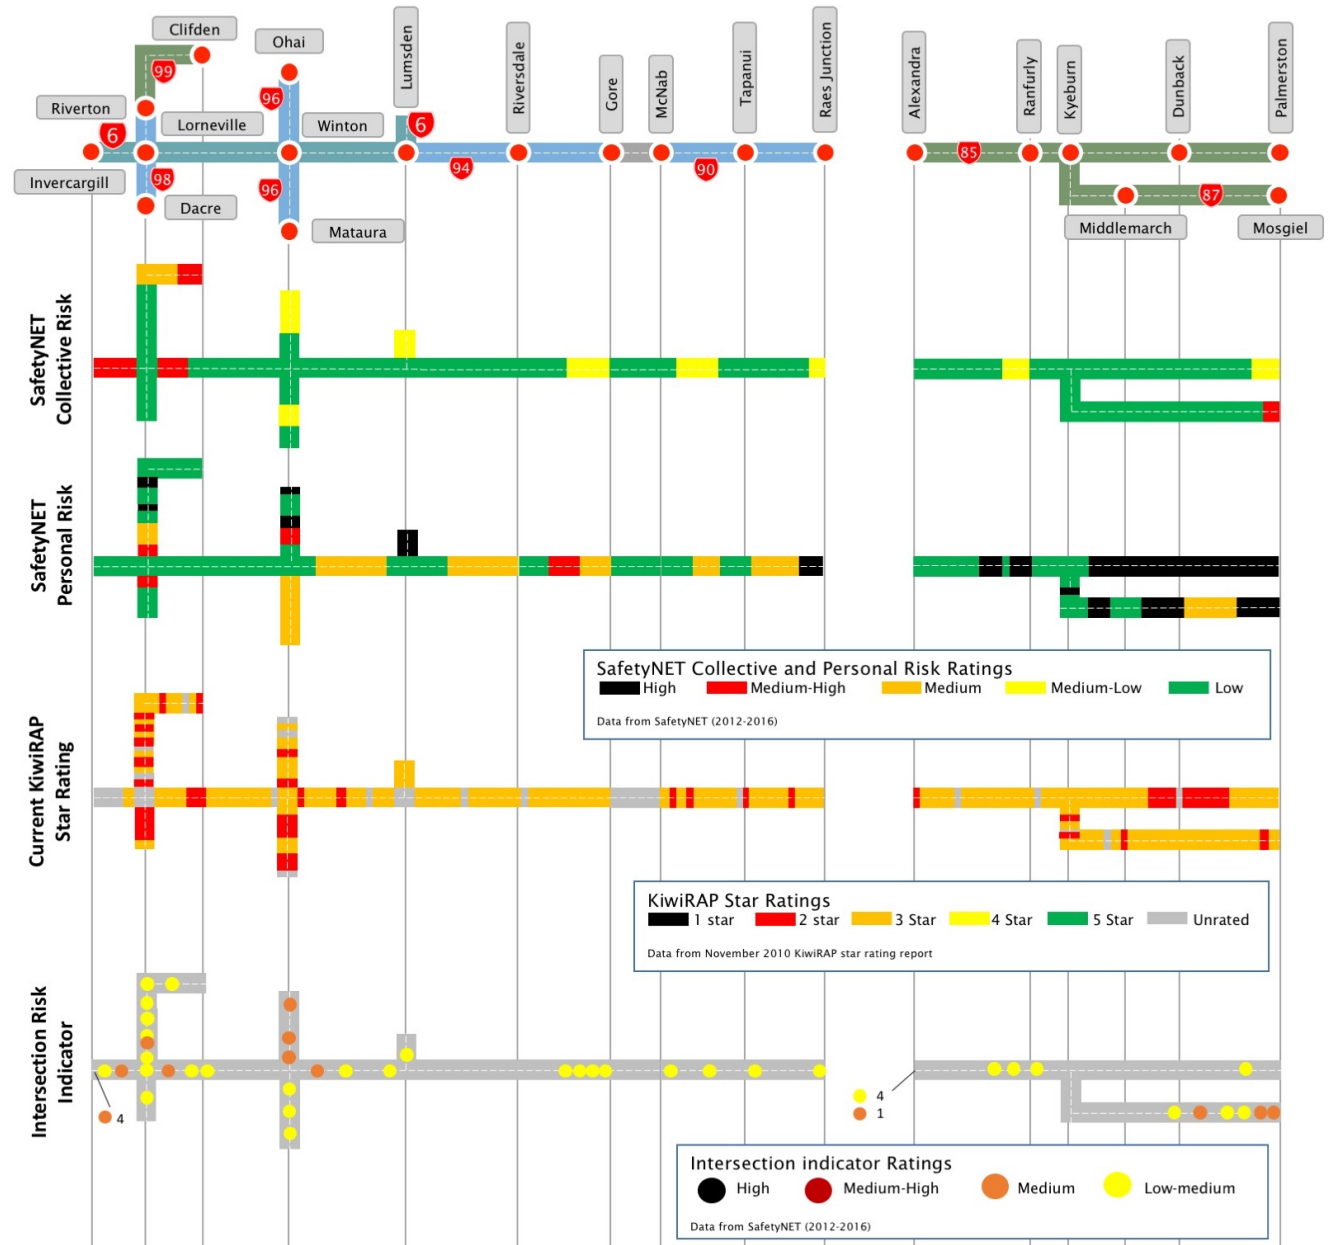 Clifden
Ohai
Lumsden
Riversdale
Gore
McNab
Tapanui
Raes Junction
Alexandra
Ranfurly
Kyeburn
Dunback
Palmerston
99
96
Riverton
6
Lorneville
Winton
6
94
90
85
Invercargill
98
Dacre
96
Mataura
87
Middlemarch
Mosgiel
SafetyNET
Collective Risk
SafetyNET
Personal Risk
SafetyNET Collective and Personal Risk Ratings
High Medium-High Medium Medium-Low Low
Data from SafetyNET (2012-2016)
Current KiwiRAP
Star Rating
KiwiRAP Star Ratings
1 star 2 star 3 Star 4 Star 5 Star Unrated
Data from November 2010 KiwiRAP star rating report
Intersection Risk
Indicator
4
4
1
Intersection indicator Ratings
High Medium-High Medium Low-medium
Data from SafetyNET (2012-2016)